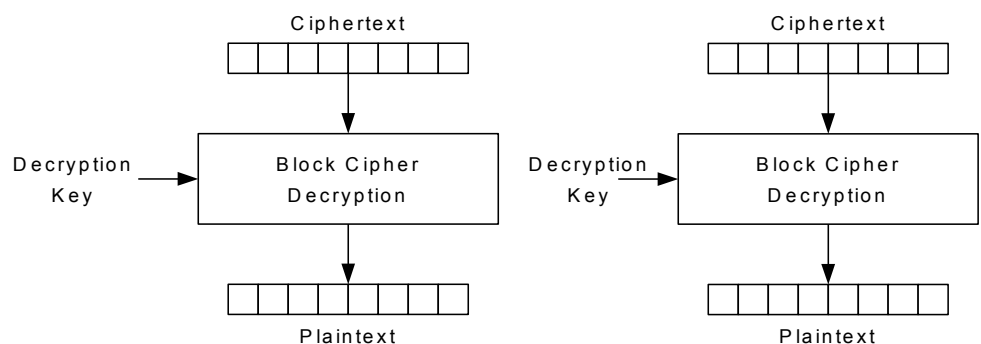 Ciphertext
Decryption
Key
Block Cipher
Decryption
Plaintext
Ciphertext
Decryption
Key
Block Cipher
Decryption
Plaintext